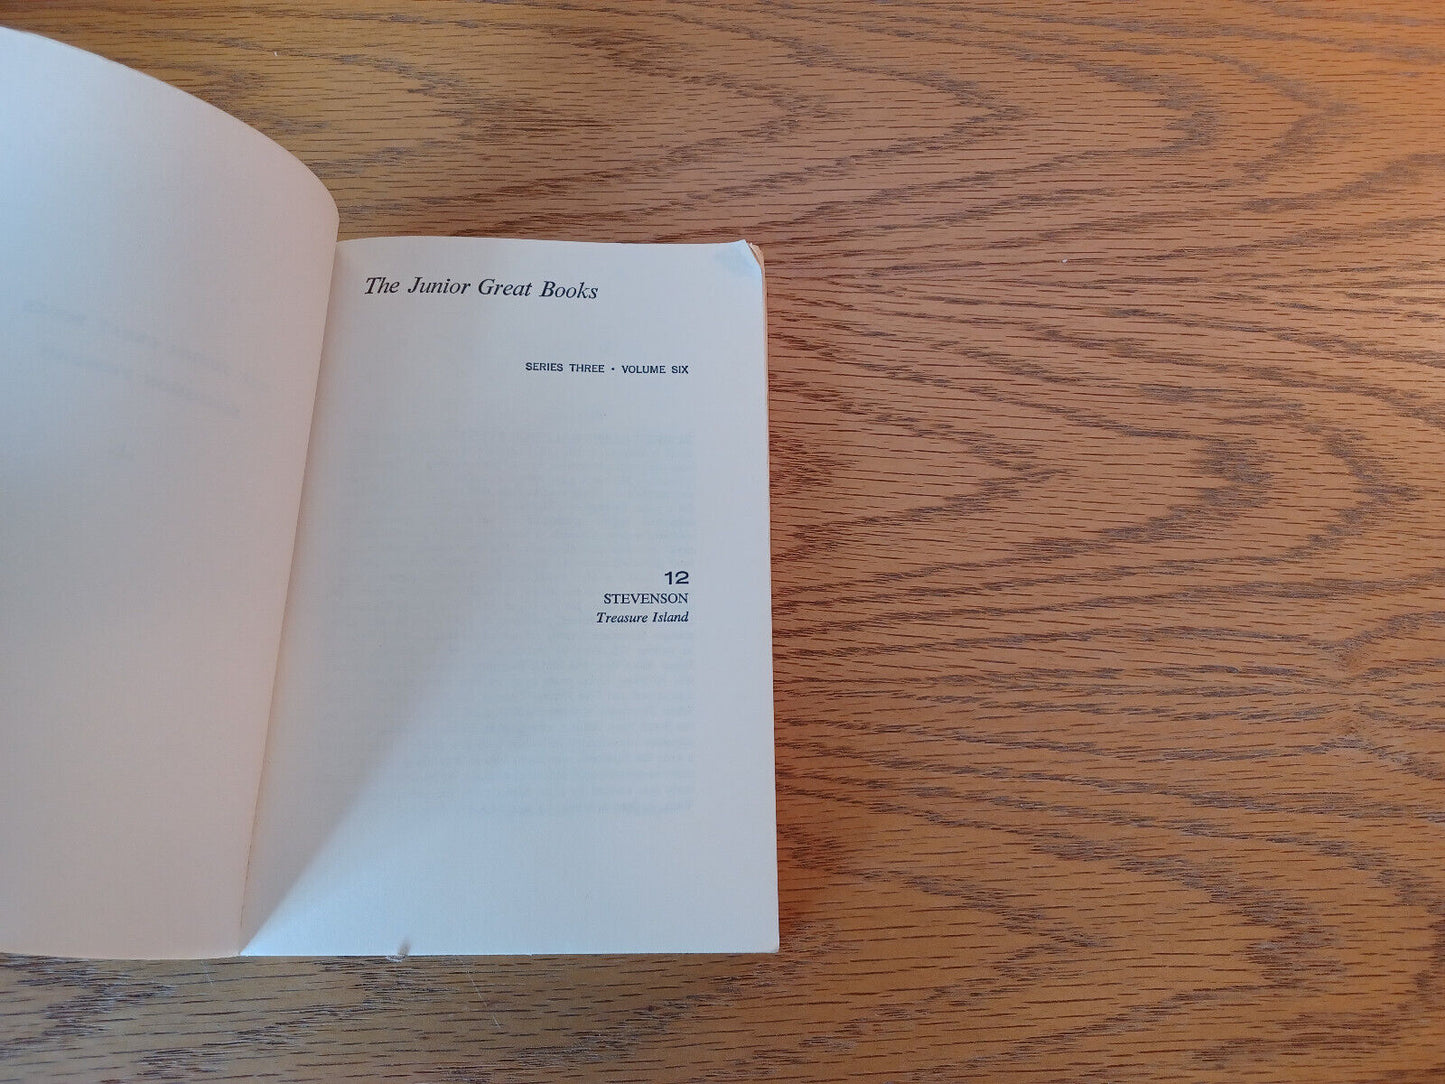 The Junior Great Books
SERIES THREE • VOLUME SIX
12
STEVENSON
Treasure Island